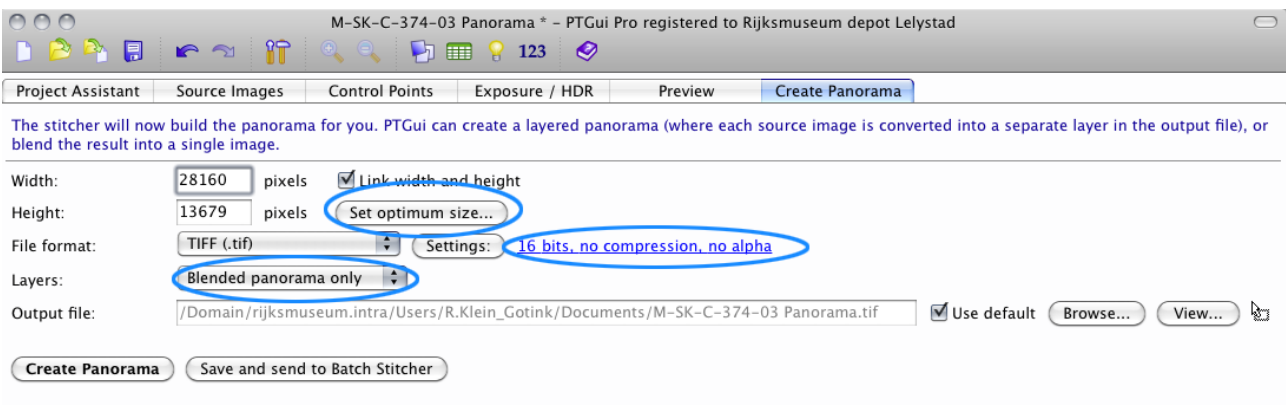 M-SK-C-374-03 Panorama * - PTGui Pro registered to Rijksmuseum depot Lelystad
123
Project Assistant Source Images Control Points Exposure / HDR Preview Create Panorama
The stitcher will now build the panorama for you. PTGui can create a layered panorama (where each source image is converted into a separate layer in the output file), or
blend the result into a single image.
Width: 28160 pixels Link width and height
Height: 13679 pixels Set optimum size...
File format: TIFF (.tif) Settings: 16 bits, no compression, no alpha
Layers: Blended panorama only
Output file: /Domain/rijksmuseum.intra/Users/R.Klein_Gotink/Documents/M-SK-C-374-03 Panorama.tif Use default Browse... View...
Create Panorama Save and send to Batch Stitcher